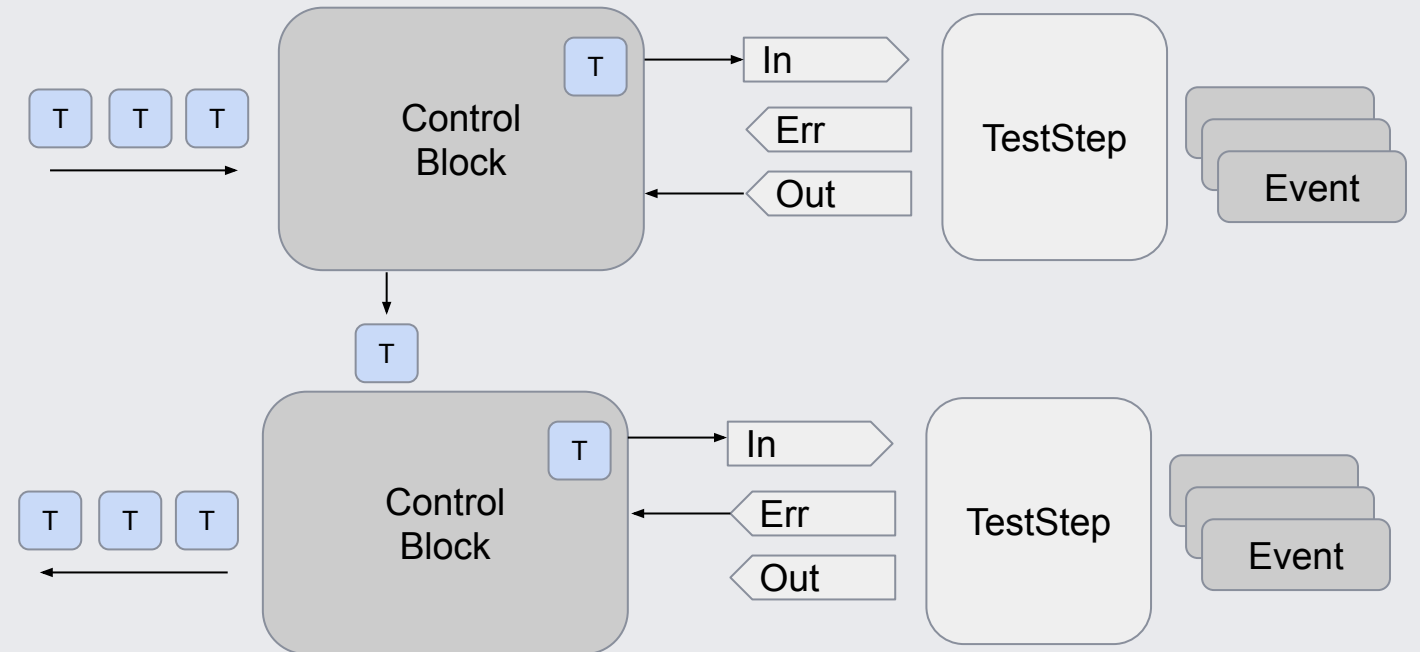 T
In
T
T
T
Control
Block
Err
TestStep
Out
Event
T
T
In
T
T
T
Control
Block
Err
TestStep
Out
Event